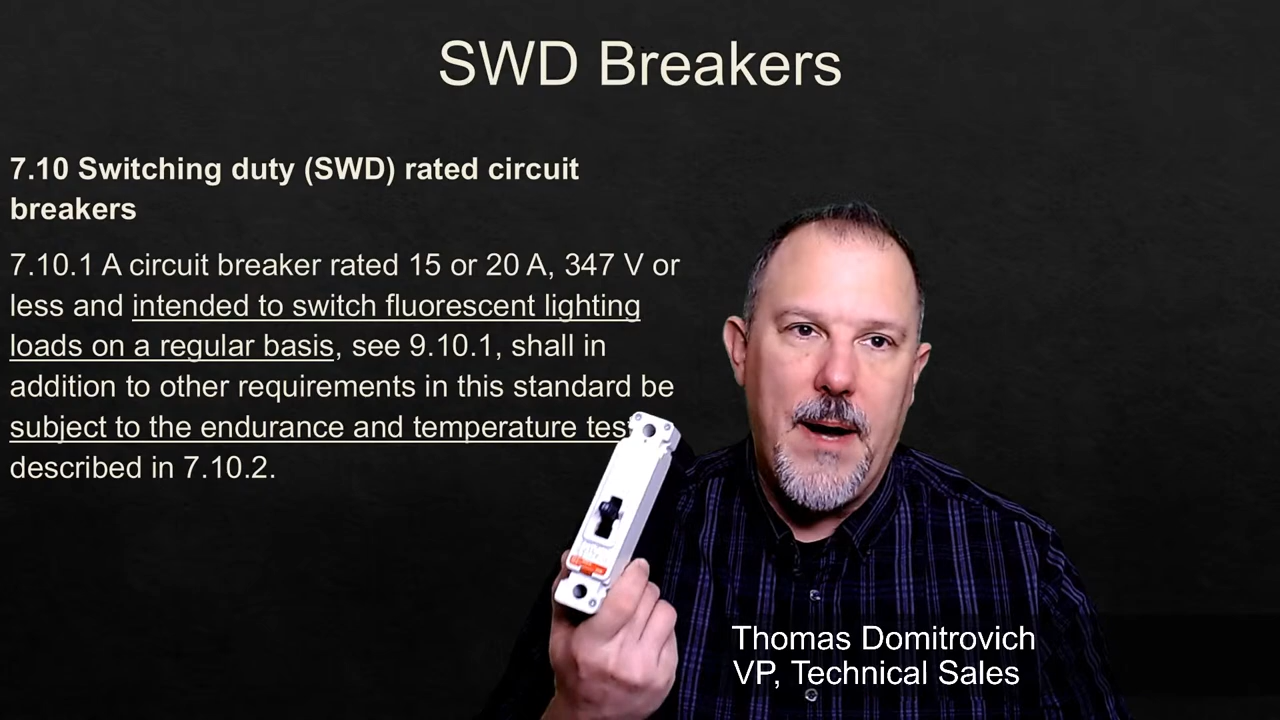 SWD Breakers
7.10 Switching duty (SWD) rated circuit
breakers
7.10.1 A circuit breaker rated 15 or 20 A, 347 V or
less and intended to switch fluorescent lighting
loads on a regular basis, see 9.10.1, shall in
addition to other requirements in this standard be
subject to the endurance and temperature test
described in 7.10.2.
Thomas Domitrovich
VP, Technical Sales